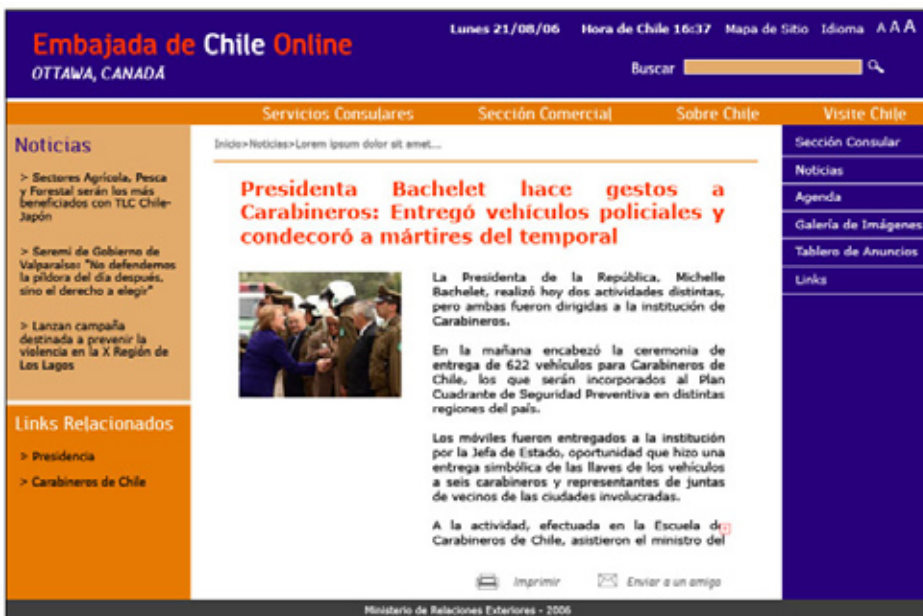 Lunes 21/08/06 Hora de Chile 16:37 Mapa de Sitio Idioma A A A
Embajada de Chile Online
OTTAWA, CANADÁ
Buscar
Servicios Consulares Sección Comercial Sobre Chile Visite Chile
Noticias
> Sectores Agrícola, Pesca
y Forestal serán los más
beneficiados con TLC Chile-
Japón
> Seremi de Gobierno de
Valparaíso: "No defendemos
la píldora del día después,
sino el derecho a elegir"
> Lanzan campaña
destinada a prevenir la
violencia en la X Región de
Los Lagos
Links Relacionados
> Presidencia
> Carabineros de Chile
Inicio>Noticias>Lorem ipsum dolor sit amet...
Presidenta Bachelet hace gestos a
Carabineros: Entregó vehículos policiales y
condecoró a mártires del temporal
La Presidenta de la República, Michelle
Bachelet, realizó hoy dos actividades distintas,
pero ambas fueron dirigidas a la institución de
Carabineros.
En la mañana encabezó la ceremonia de
entrega de 622 vehículos para Carabineros de
Chile, los que serán incorporados al Plan
Cuadrante de Seguridad Preventiva en distintas
regiones del país.
Los móviles fueron entregados a la institución
por la Jefa de Estado, oportunidad que hizo una
entrega simbólica de las llaves de los vehículos
a seis carabineros y representantes de juntas
de vecinos de las ciudades involucradas.
A la actividad, efectuada en la Escuela de
Carabineros de Chile, asistieron el ministro del
Imprimir Enviar a un amigo
Sección Consular
Noticias
Agenda
Galería de Imágenes
Tablero de Anuncios
Links
Ministerio de Relaciones Exteriores - 2006